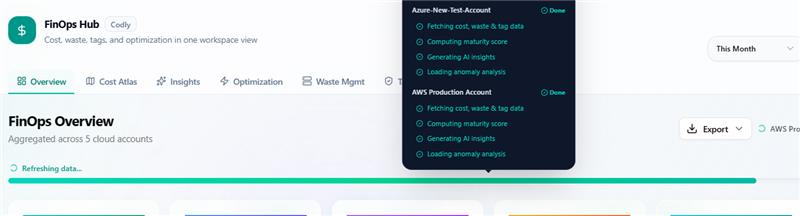 FinOps Hub
Codly
Cost, waste, tags, and optimization in one workspace view
This Month
Overview
Cost Atlas
Insights
Optimization
Waste Mgmt
Azure-New-Test-Account
Done
Fetching cost, waste & tag data
Computing maturity score
Generating AI insights
Loading anomaly analysis
AWS Production Account
Done
Fetching cost, waste & tag data
Computing maturity score
Generating AI insights
Loading anomaly analysis
FinOps Overview
Aggregated across 5 cloud accounts
Export
AWS Pro
Refreshing data...